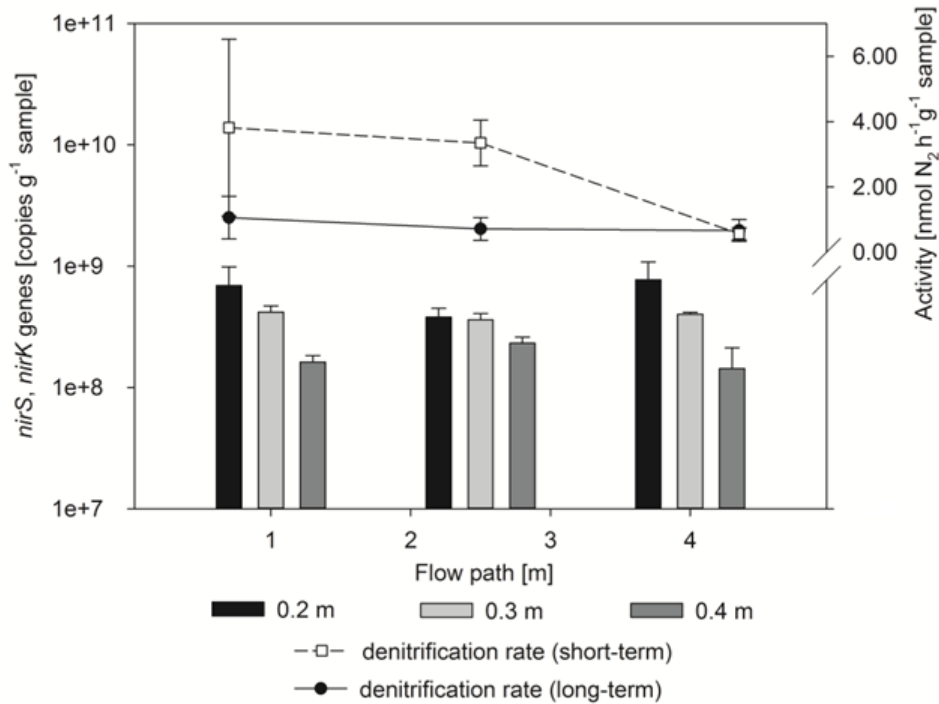 1e+11
1e+10
1e+9
1e+8
1e+7
nirS, nirK genes [copies g-1 sample]
6.00
4.00
2.00
0.00
Activity [nmol N2 h-1g-1 sample]
1 2 3 4
Flow path [m]
0.2 m 0.3 m 0.4 m
denitrification rate (short-term)
denitrification rate (long-term)